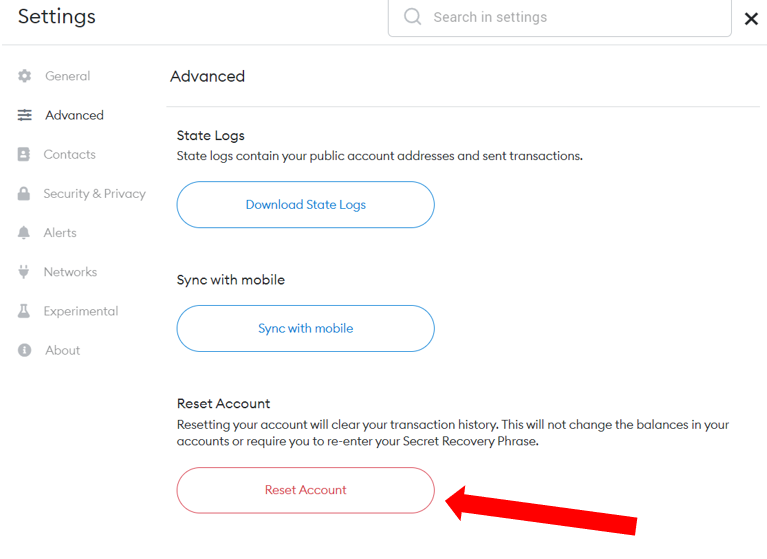 Settings
Search in settings
General
Advanced
Contacts
Security & Privacy
Alerts
Networks
Experimental
About
Advanced
State Logs
State logs contain your public account addresses and sent transactions.
Download State Logs
Sync with mobile
Sync with mobile
Reset Account
Resetting your account will clear your transaction history. This will not change the balances in your
accounts or require you to re-enter your Secret Recovery Phrase.
Reset Account